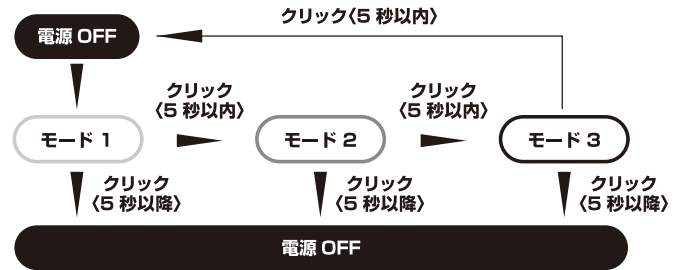 クリック〈5 秒以内〉
電源 OFF
クリック
〈5 秒以内〉
クリック
〈5 秒以内〉
モード 1
モード 2
モード 3
クリック
〈5 秒以降〉
クリック
〈5 秒以降〉
クリック
〈5 秒以降〉
電源 OFF